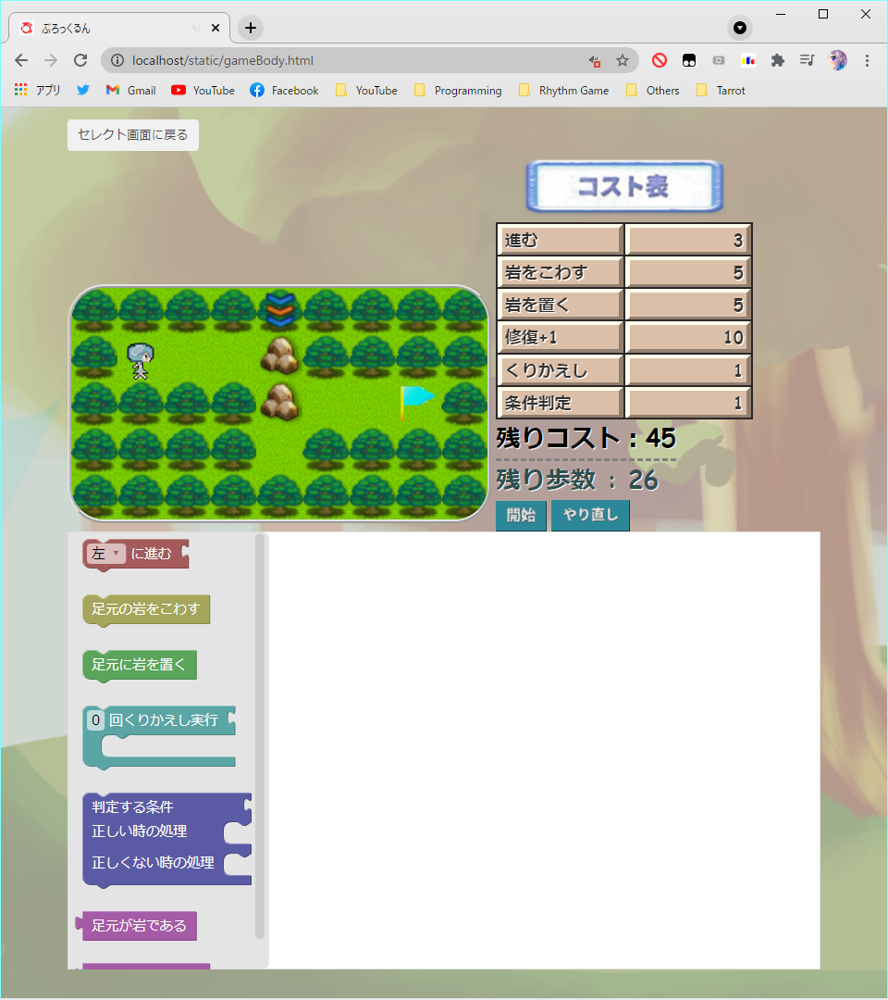 ぶろっくるん
localhost/static/gameBody.html
アプリ
Gmail
YouTube
Facebook
YouTube
Programming
Rhythm Game
Others
Tarrot
セレクト画面に戻る
コスト表
進む 3
岩をこわす 5
岩を置く 5
修復+1 10
くりかえし 1
条件判定 1
残りコスト：45
残り歩数 ： 26
開始 やり直し
左 に進む
足元の岩をこわす
足元に岩を置く
0 回くりかえし実行
判定する条件
正しい時の処理
正しくない時の処理
足元が岩である